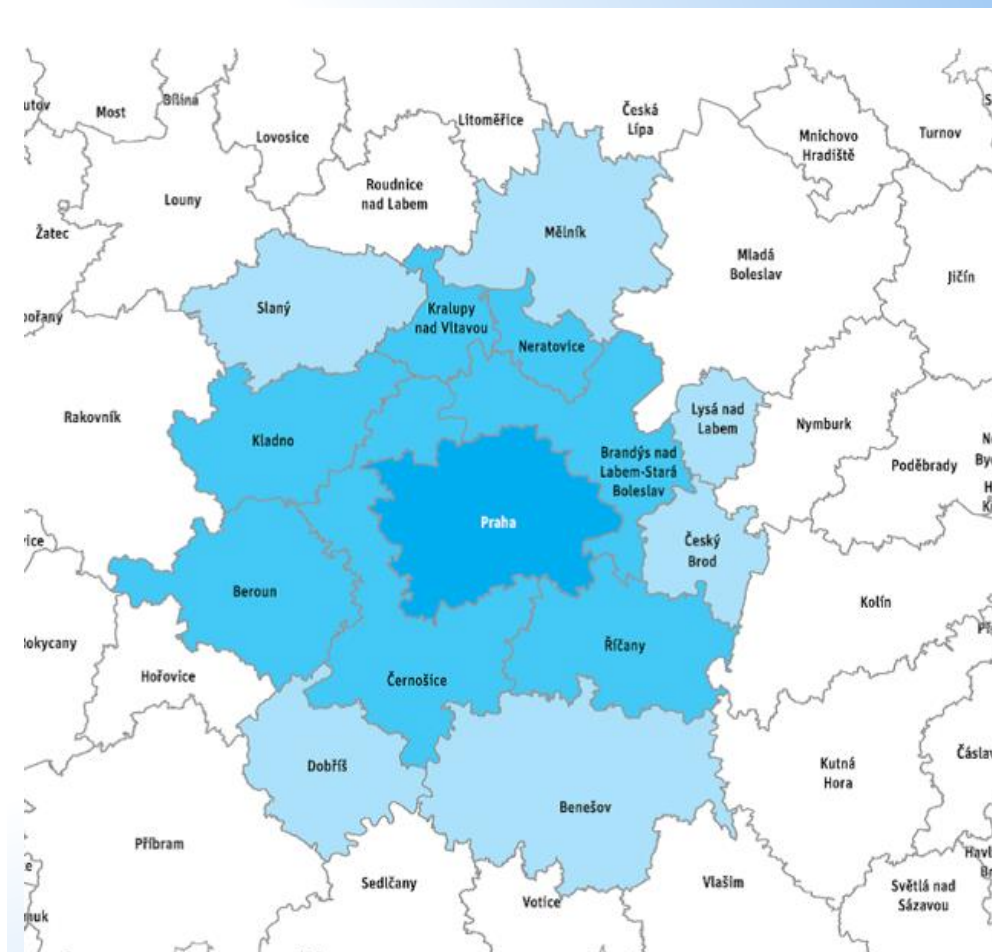 Most
Bílina
Lovosice
Litoměřice
Česká
Lípa
Mnichovo
Hradiště
Turnov
Louny
Roudnice
nad Labem
Žatec
Mělník
Mladá
Boleslav
Jičín
Slaný
Kralupy
nad Vltavou
Neratovice
Rakovník
Kladno
Lysá nad
Labem
Nymburk
Brandýs nad
Labem-Stará
Boleslav
Poděbrady
Praha
Český
Brod
Beroun
Kolín
Říčany
Hořovice
Černošice
Dobříš
Kutná
Hora
Benešov
Příbram
Sedlčany
Vlašim
Votice
Světlá nad
Sázavou